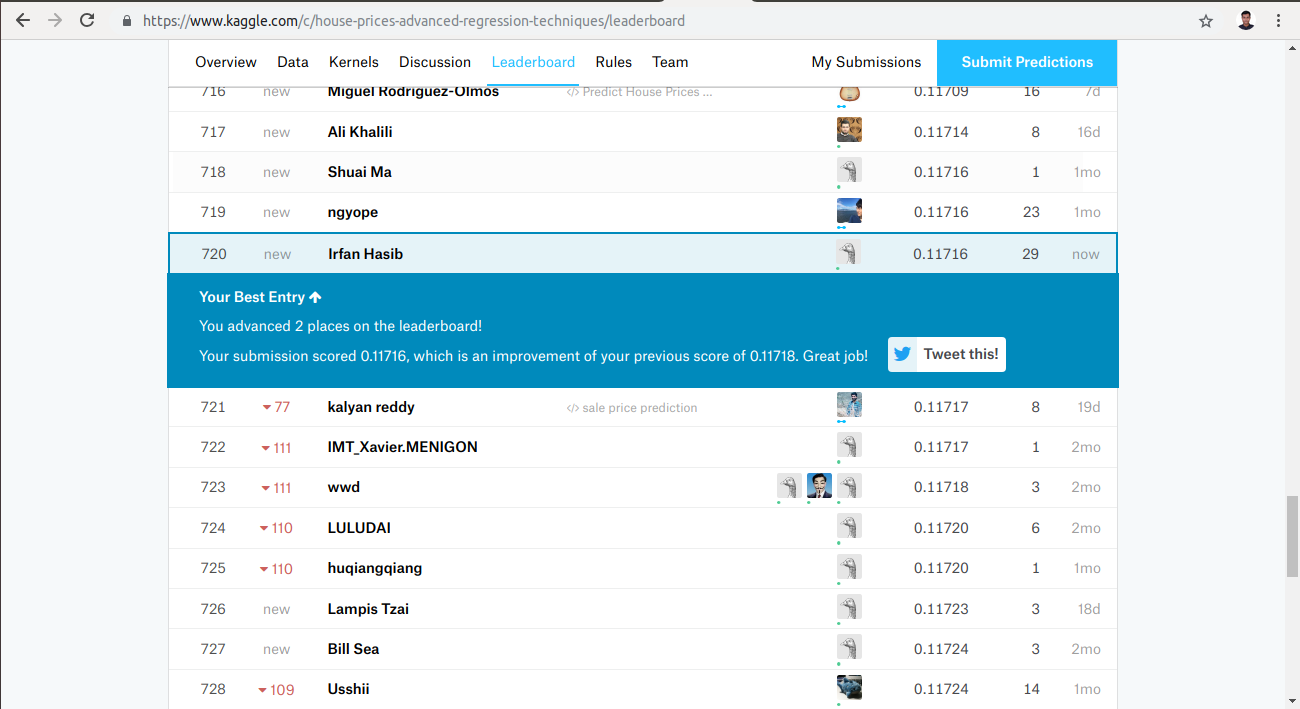 https://www.kaggle.com/c/house-prices-advanced-regression-techniques/leaderboard
Overview Data Kernels Discussion Leaderboard Rules Team My Submissions Submit Predictions
716 new Miguel Rodriguez-Olmos </> Predict House Prices ... 0.11709 16 7d
717 new Ali Khalili 0.11714 8 16d
718 new Shuai Ma 0.11716 1 1mo
719 new ngyope 0.11716 23 1mo
720 new Irfan Hasib 0.11716 29 now
Your Best Entry ↑
You advanced 2 places on the leaderboard!
Your submission scored 0.11716, which is an improvement of your previous score of 0.11718. Great job! Tweet this!
721 77 kalyan reddy </> sale price prediction 0.11717 8 19d
722 111 IMT_Xavier.MENIGON 0.11717 1 2mo
723 111 wwd 0.11718 3 2mo
724 110 LULUDAI 0.11720 6 2mo
725 110 huqiangqiang 0.11720 1 1mo
726 new Lampis Tzai 0.11723 3 18d
727 new Bill Sea 0.11724 3 2mo
728 109 Usshii 0.11724 14 1mo